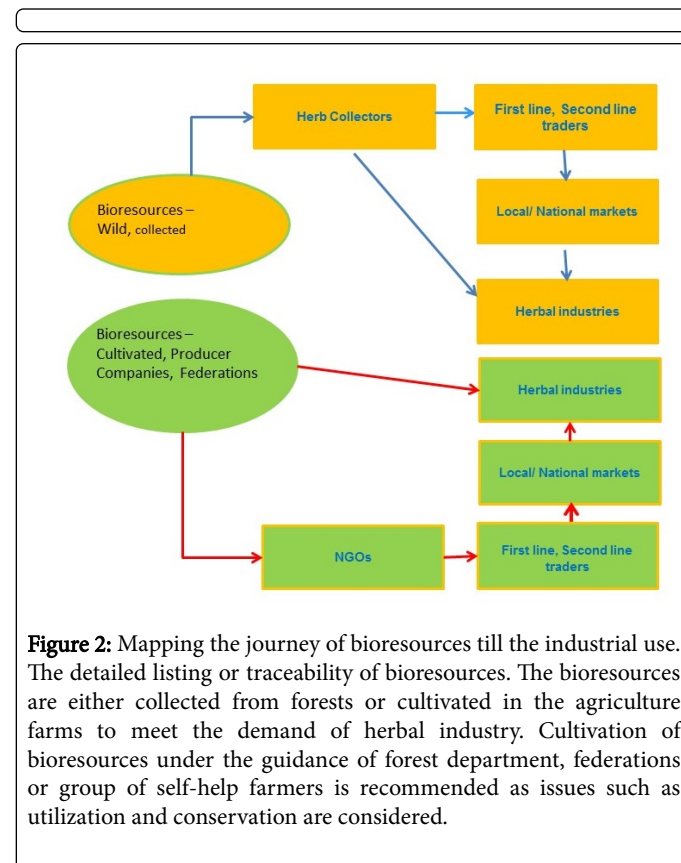 Herb Collectors
First line, Second line
traders
Bioresources –
Wild, collected
Local/ National markets
Herbal industries
Bioresources –
Cultivated, Producer
Companies, Federations
Herbal industries
Local/ National markets
NGOs
First line, Second line
traders
Figure 2: Mapping the journey of bioresources till the industrial use.
The detailed listing or traceability of bioresources. The bioresources
are either collected from forests or cultivated in the agriculture
farms to meet the demand of herbal industry. Cultivation of
bioresources under the guidance of forest department, federations
or group of self-help farmers is recommended as issues such as
utilization and conservation are considered.